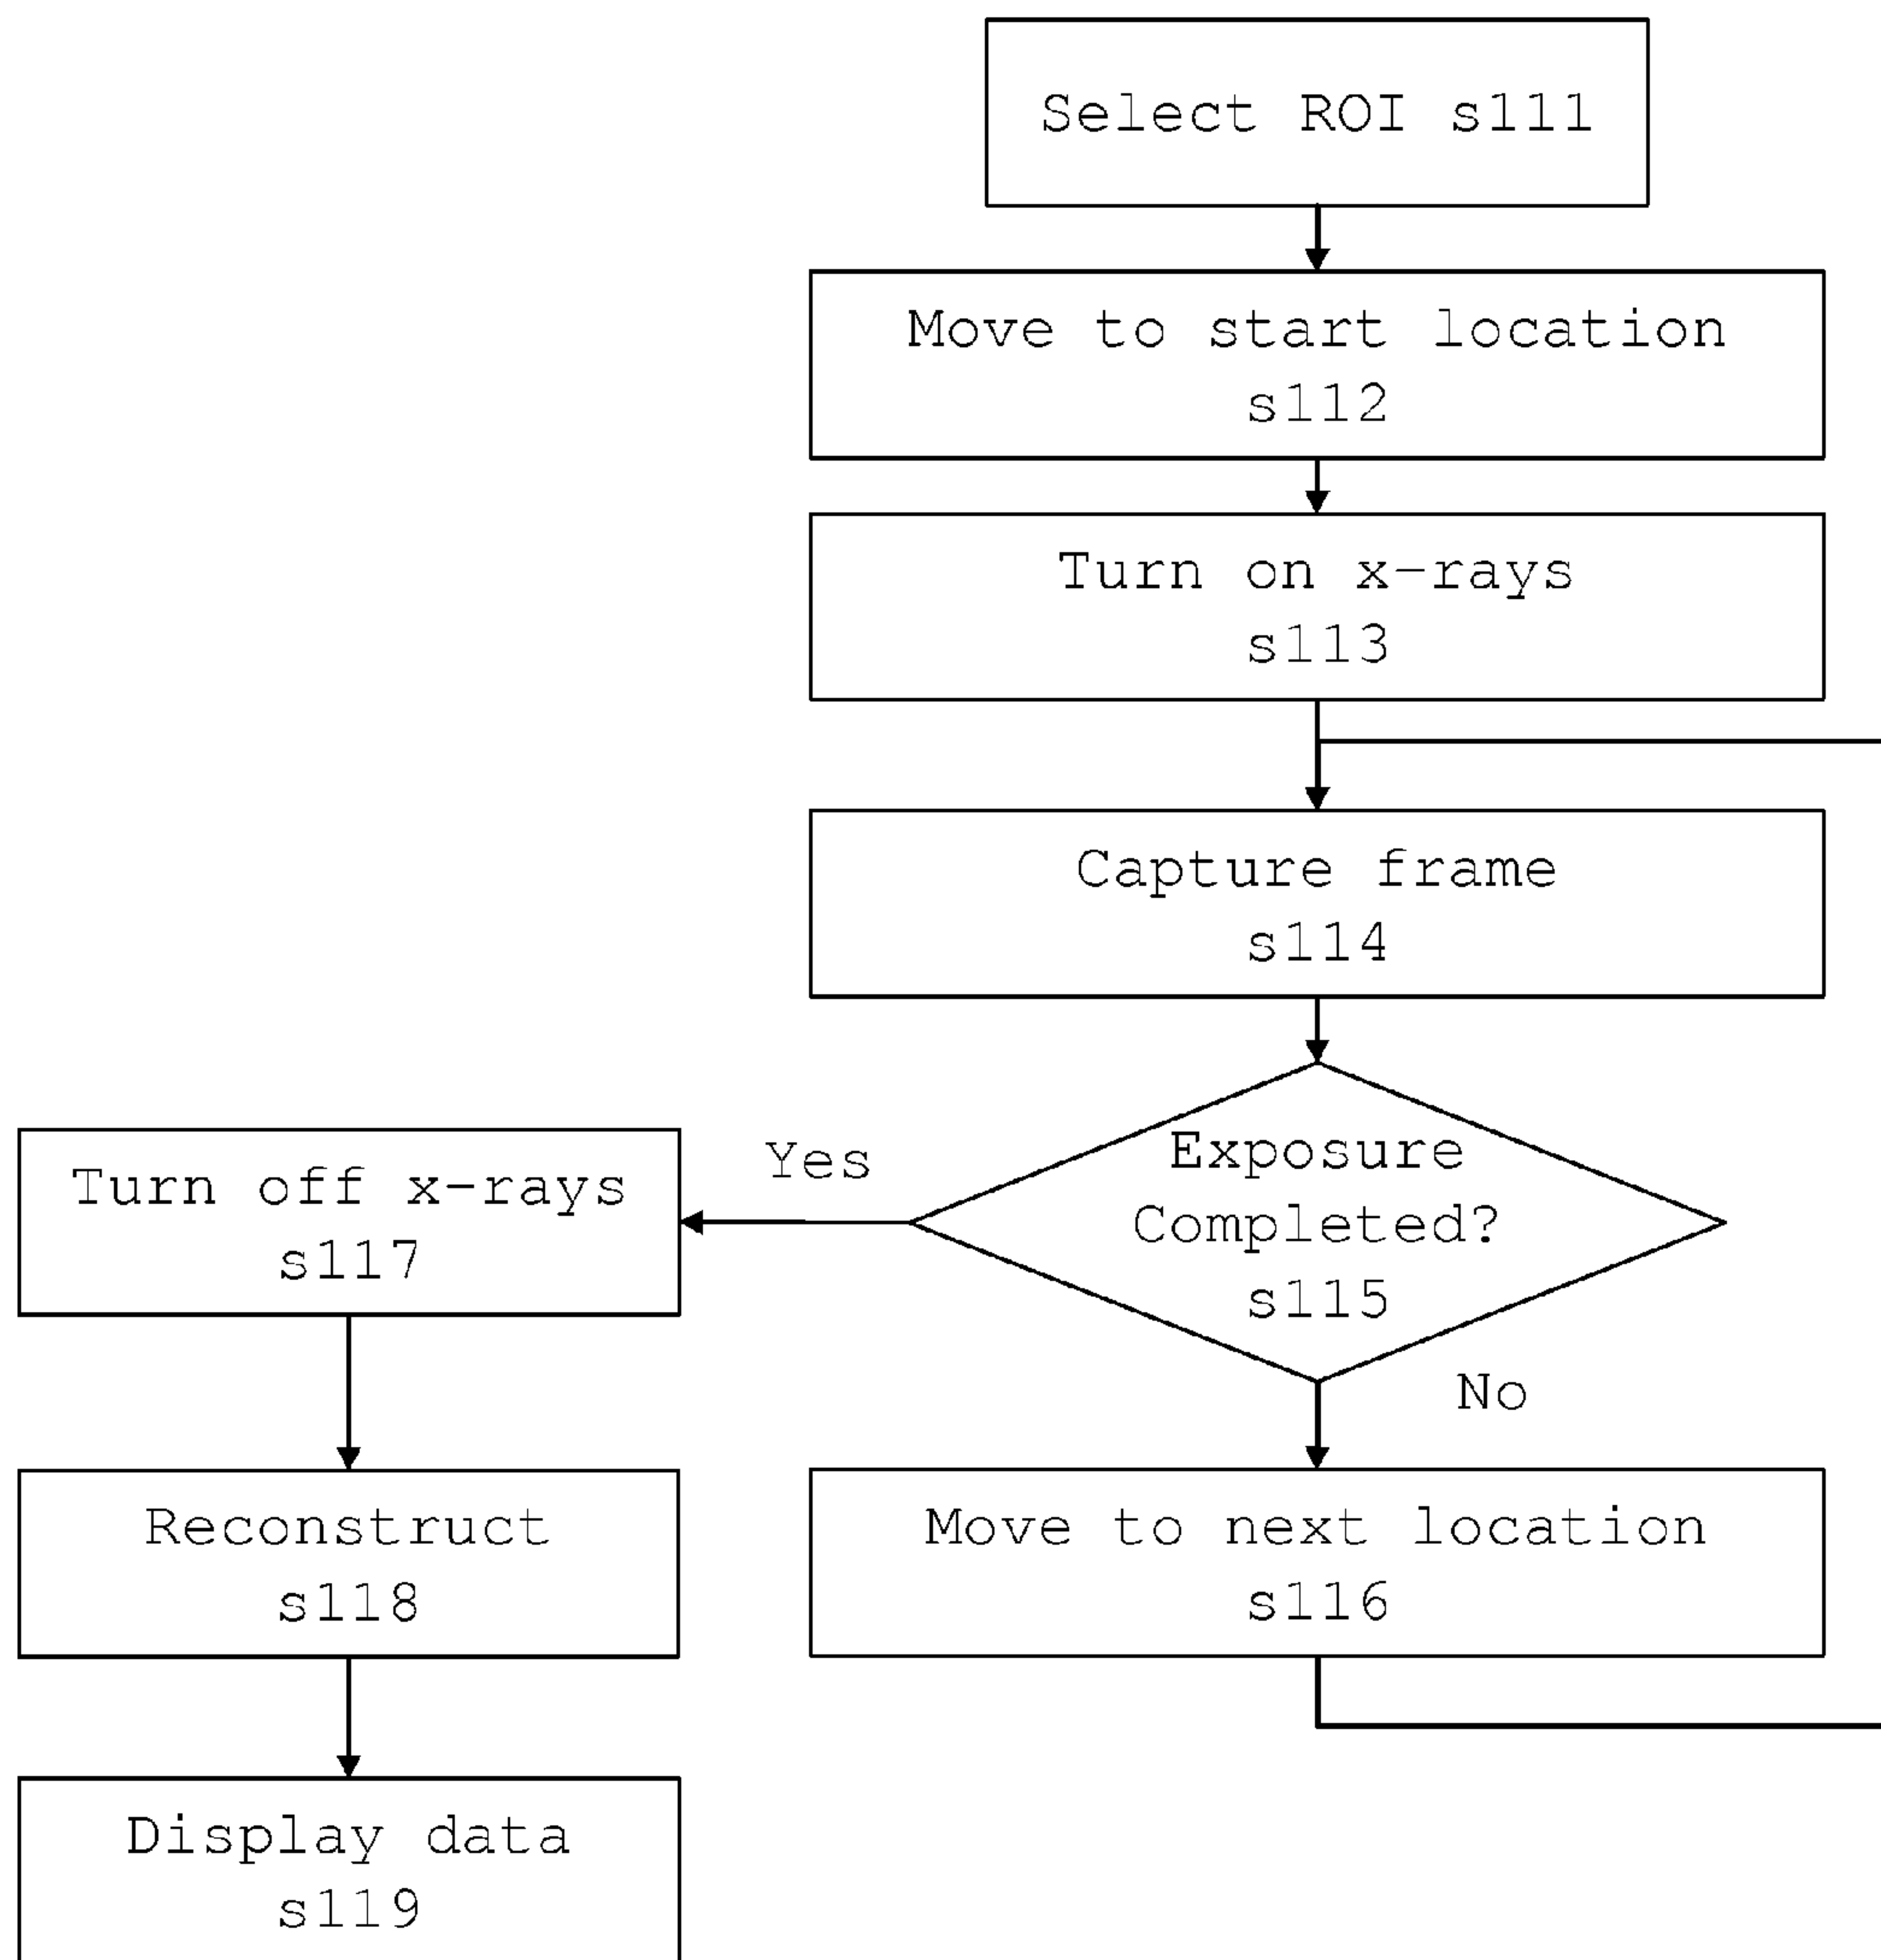 Select ROI s111
Move to start location
s112
Turn on x-rays
s113
Capture frame
s114
Exposure
Completed?
s115
Yes
No
Turn off x-rays
s117
Move to next location
s116
Reconstruct
s118
Display data
s119